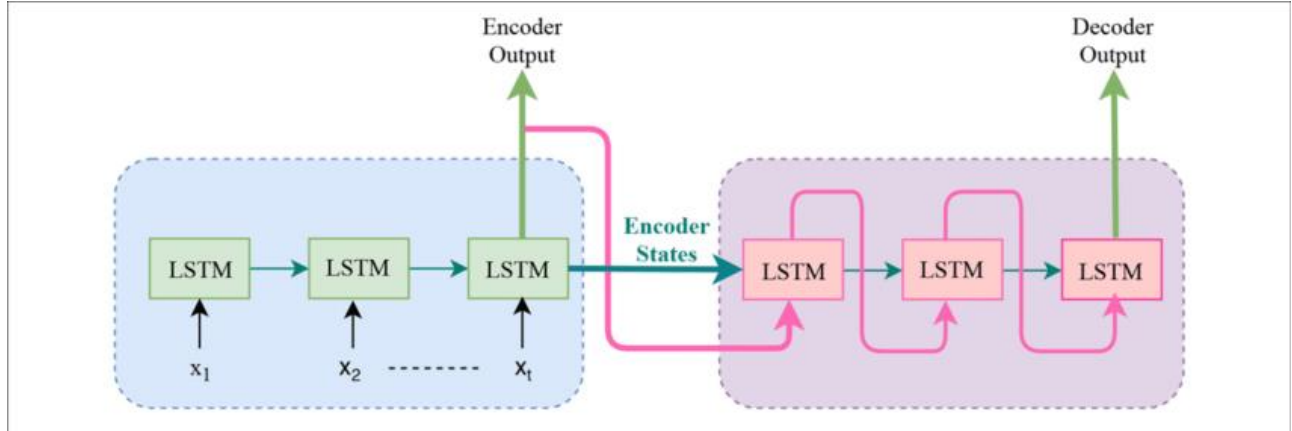 Encoder
Output
Decoder
Output
Encoder
States
LSTM
LSTM
LSTM
LSTM
LSTM
LSTM
x1
x2
xt